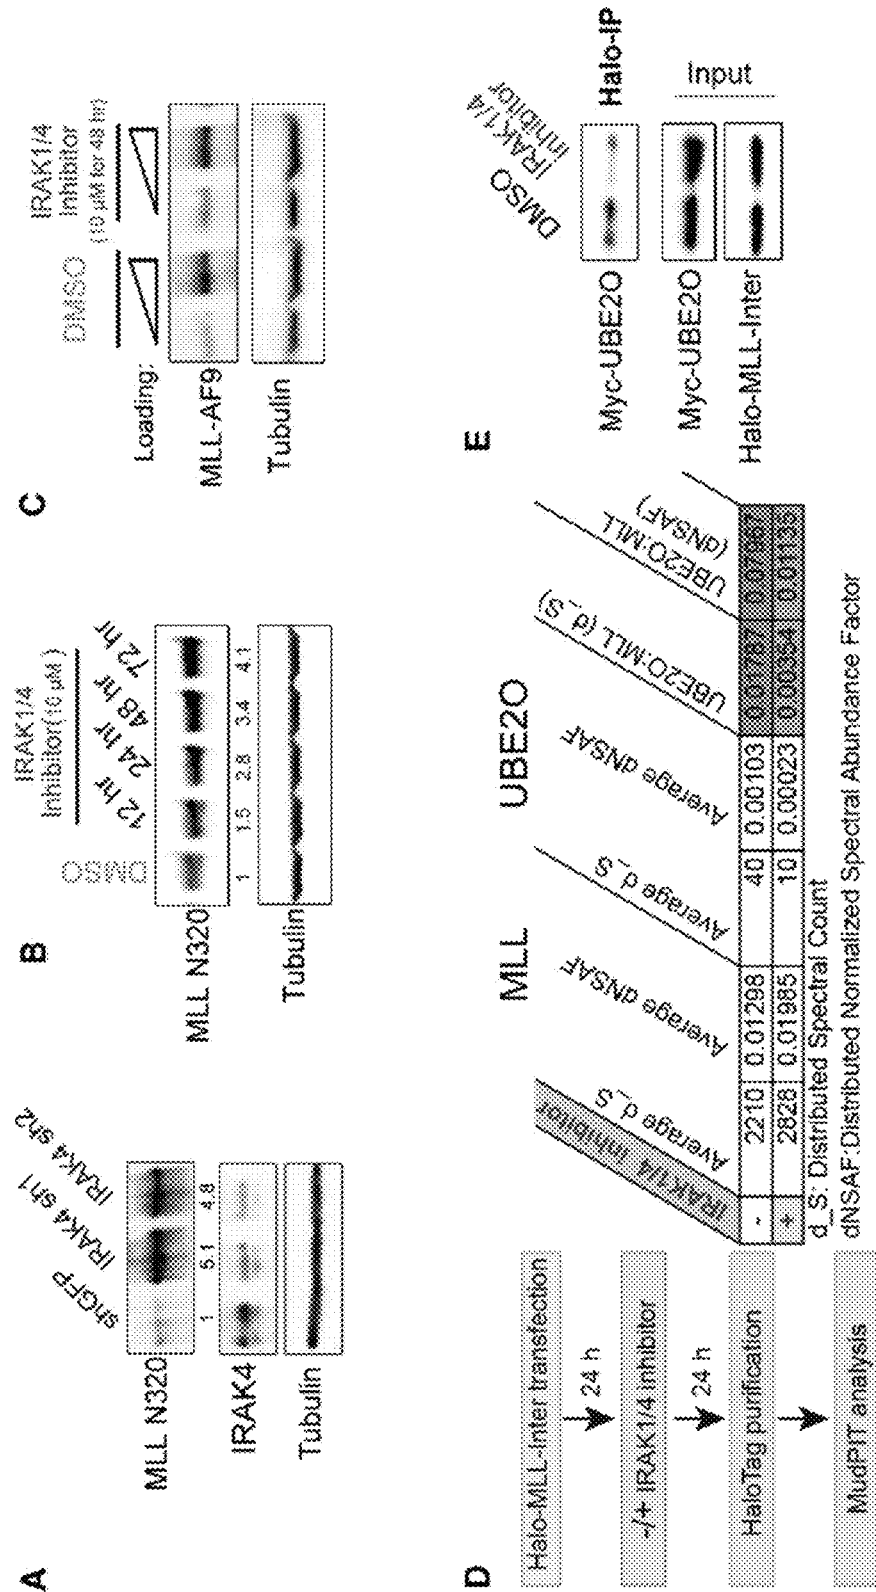 A
shGFP
IRAK4 sh1
IRAK4 sh2
MLL N320
1 5.1 4.8
IRAK4
Tubulin
B
DMSO
IRAK1/4
Inhibitor(10 µM)
12 hr
24 hr
48 hr
72 hr
MLL N320
1 1.5 2.8 3.4 4.1
Tubulin
C
DMSO
IRAK1/4
Inhibitor
(10 µM for 48 hr)
Loading:
MLL-AF9
Tubulin
D
Halo-MLL-Inter transfection
24 h
-/+ IRAK1/4 inhibitor
24 h
HaloTag purification
MudPIT analysis
MLL UBE2O
IRAK1/4 inhibitor
Average d_S
Average dNSAF
Average d_S
Average dNSAF
UBE2O:MLL (d_S)
UBE2O:MLL
(dNSAF)
- 2210 0.01298 40 0.00103 0.01787 0.07967
+ 2828 0.01985 10 0.00023 0.00354 0.01135
d_S: Distributed Spectral Count
dNSAF:Distributed Normalized Spectral Abundance Factor
E
DMSO
IRAK1/4
Inhibitor
Myc-UBE2O
Halo-IP
Myc-UBE2O
Halo-MLL-Inter
Input